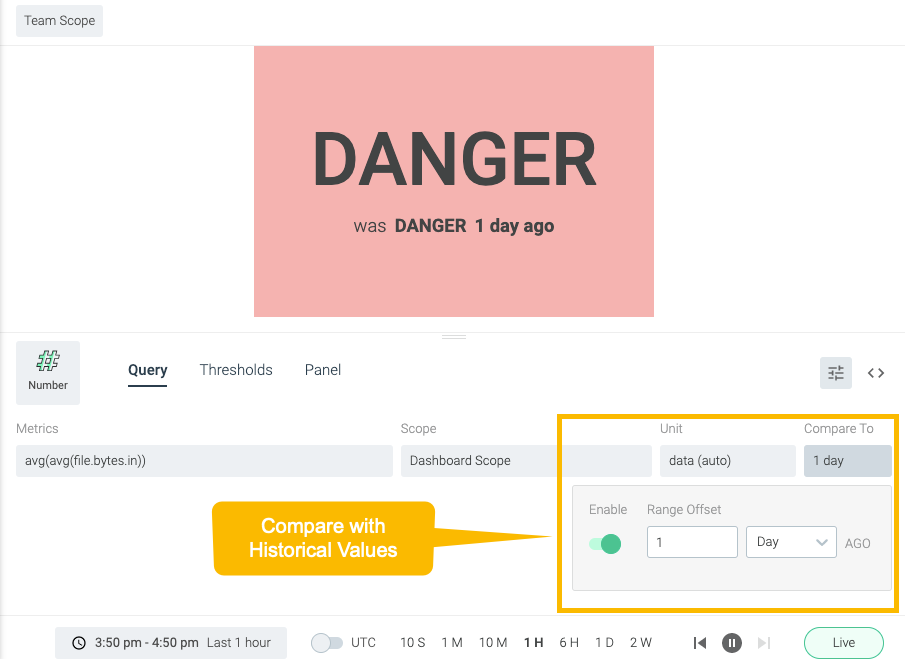 Team Scope
DANGER
was DANGER 1 day ago
Number
Query Thresholds Panel
Metrics Scope Unit Compare To
avg(avg(file.bytes.in)) Dashboard Scope data (auto) 1 day
Enable Range Offset
1 Day AGO
Compare with
Historical Values
3:50 pm - 4:50 pm Last 1 hour UTC 10 S 1 M 10 M 1 H 6 H 1 D 2 W Live